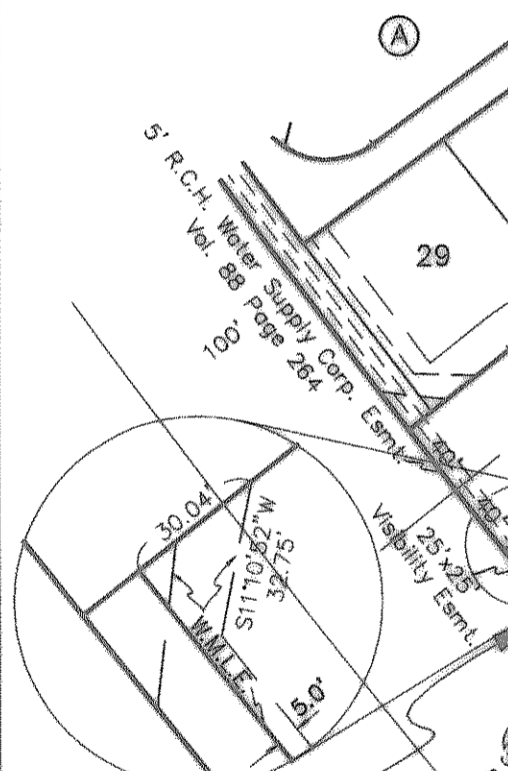 A
5' R.C.H. Water Supply Corp. Esmt.
Vol. 88 Page 264
29
100'
30.04'
S11°10'52"W
32.75'
W.M.L.E.
5.0'
25'x25'
Visibility Esmt.